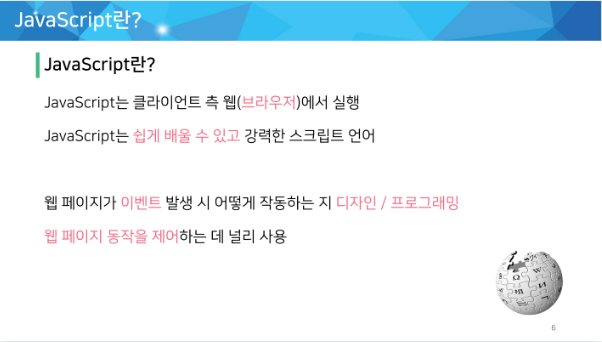 JavaScript란?
JavaScript란?
JavaScript는 클라이언트 측 웹(브라우저)에서 실행
JavaScript는 쉽게 배울 수 있고 강력한 스크립트 언어
웹 페이지가 이벤트 발생 시 어떻게 작동하는 지 디자인 / 프로그래밍
웹 페이지 동작을 제어하는 데 널리 사용
6